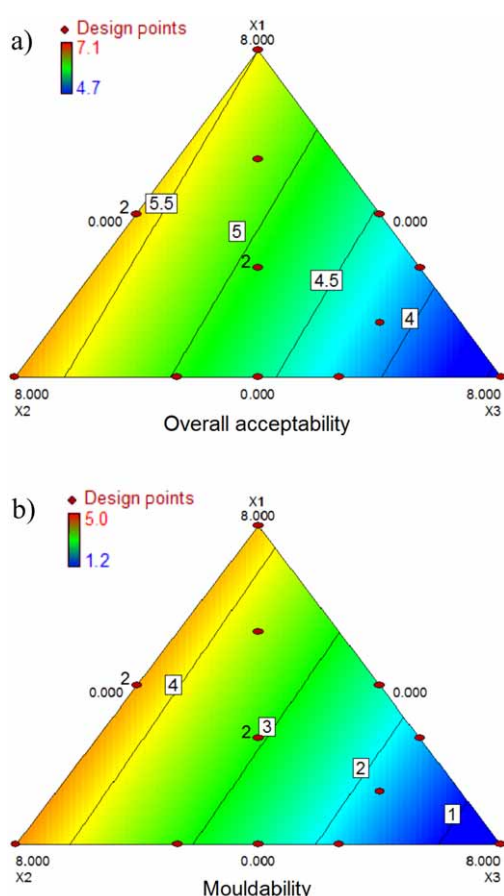 a)
Design points
7.1
4.7
X1
8.000
2
0.000
5.5
0.000
5
2
4.5
4
8.000
X2
0.000
8.000
X3
Overall acceptability
b)
Design points
5.0
1.2
X1
8.000
2
0.000
4
0.000
2
3
2
1
8.000
X2
0.000
8.000
X3
Mouldability